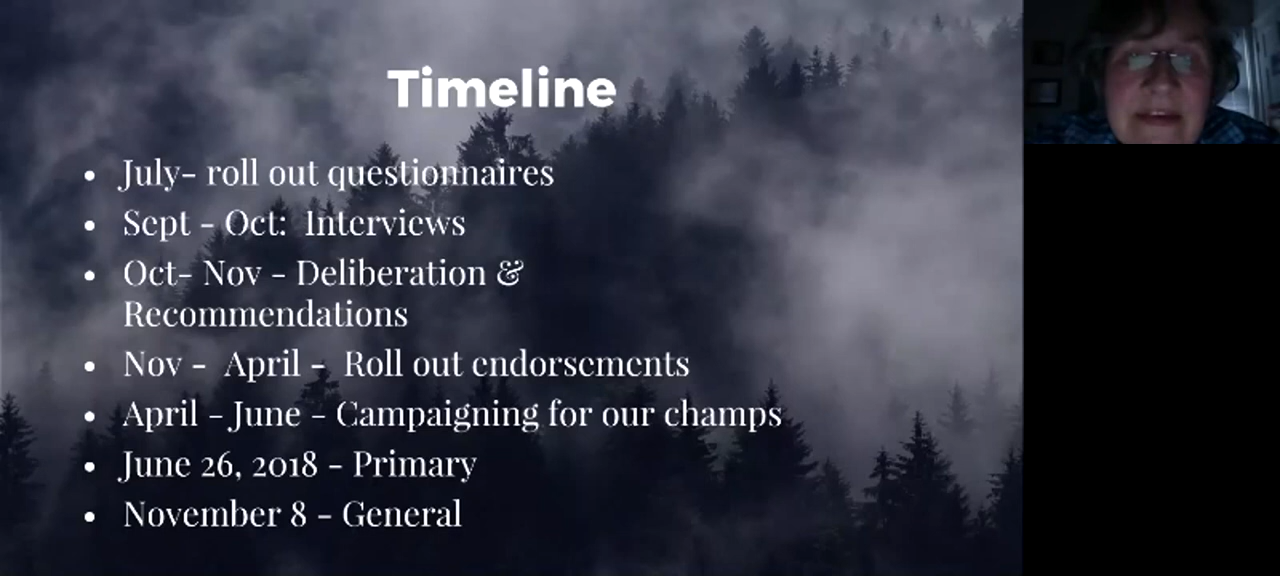 Timeline
• July- roll out questionnaires
• Sept - Oct:  Interviews
• Oct- Nov - Deliberation &
Recommendations
• Nov -  April -  Roll out endorsements
• April - June - Campaigning for our champs
• June 26, 2018 - Primary
• November 8 - General